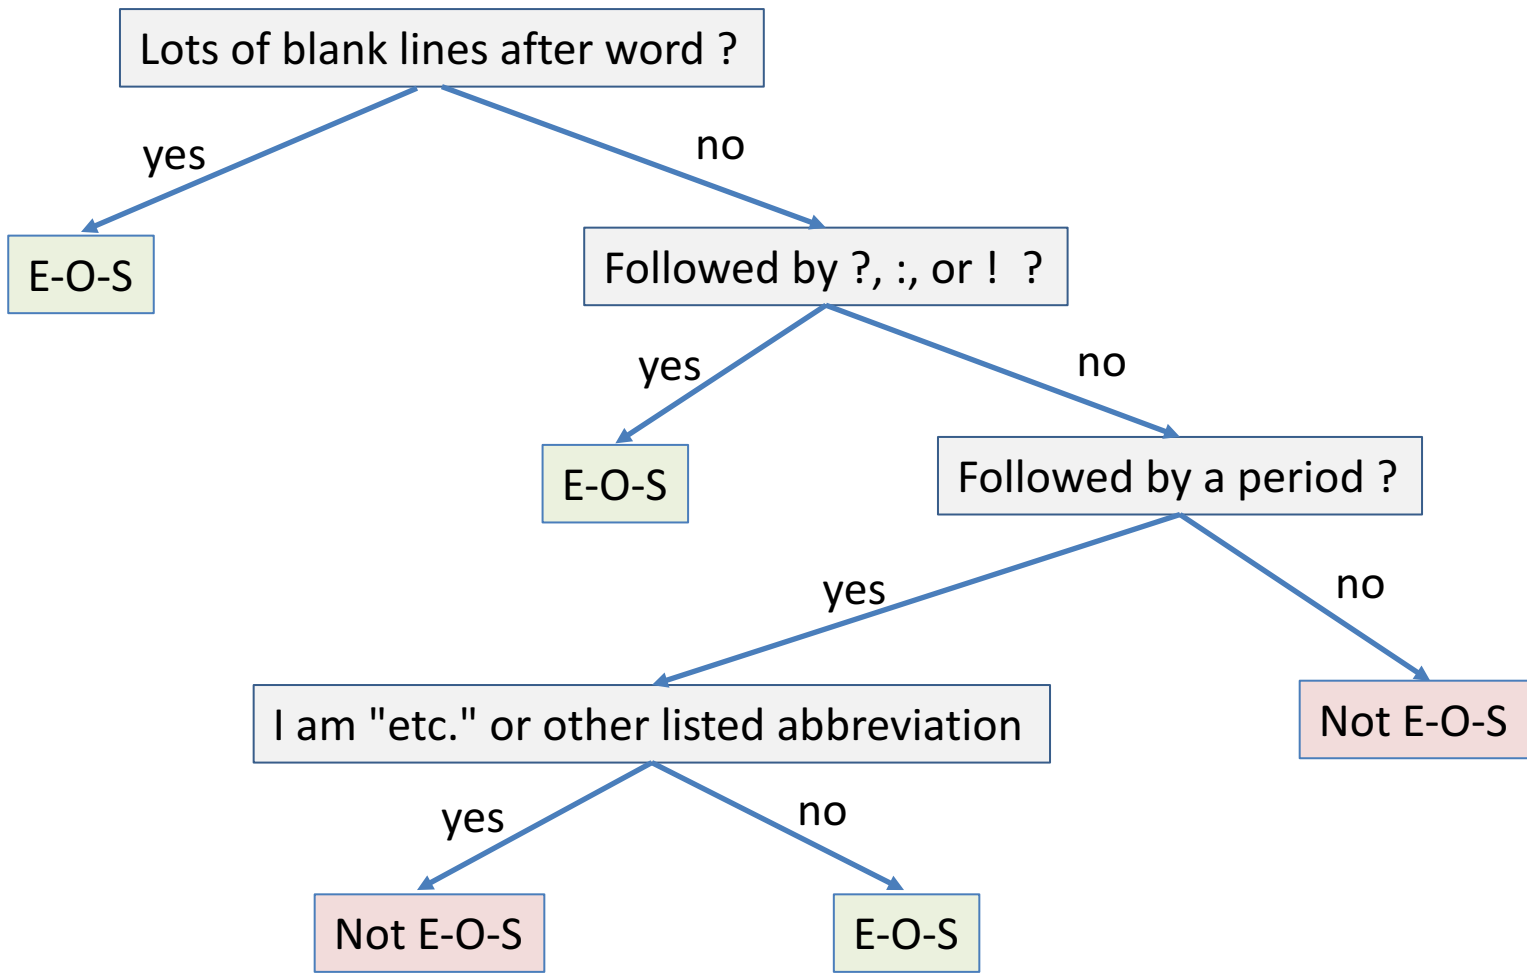 Lots of blank lines after word ?
yes
no
E-O-S
Followed by ?, :, or !  ?
yes
no
E-O-S
Followed by a period ?
yes
no
I am "etc." or other listed abbreviation
Not E-O-S
yes
no
Not E-O-S
E-O-S